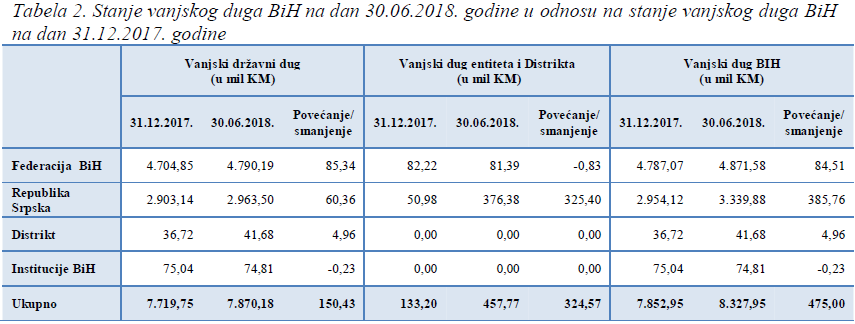 Tabela 2. Stanje vanjskog duga BiH na dan 30.06.2018. godine u odnosu na stanje vanjskog duga BiH
na dan 31.12.2017. godine
Vanjski državni dug Vanjski dug entiteta i Distrikta Vanjski dug BIH
(u mil KM) (u mil KM) (u mil KM)
31.12.2017. 30.06.2018. Povećanje/ smanjenje 31.12.2017. 30.06.2018. Povećanje/ smanjenje 31.12.2017. 30.06.2018. Povećanje/ smanjenje
Federacija BiH 4.704,85 4.790,19 85,34 82,22 81,39 -0,83 4.787,07 4.871,58 84,51
Republika Srpska 2.903,14 2.963,50 60,36 50,98 376,38 325,40 2.954,12 3.339,88 385,76
Distrikt 36,72 41,68 4,96 0,00 0,00 0,00 36,72 41,68 4,96
Institucije BiH 75,04 74,81 -0,23 0,00 0,00 0,00 75,04 74,81 -0,23
Ukupno 7.719,75 7.870,18 150,43 133,20 457,77 324,57 7.852,95 8.327,95 475,00